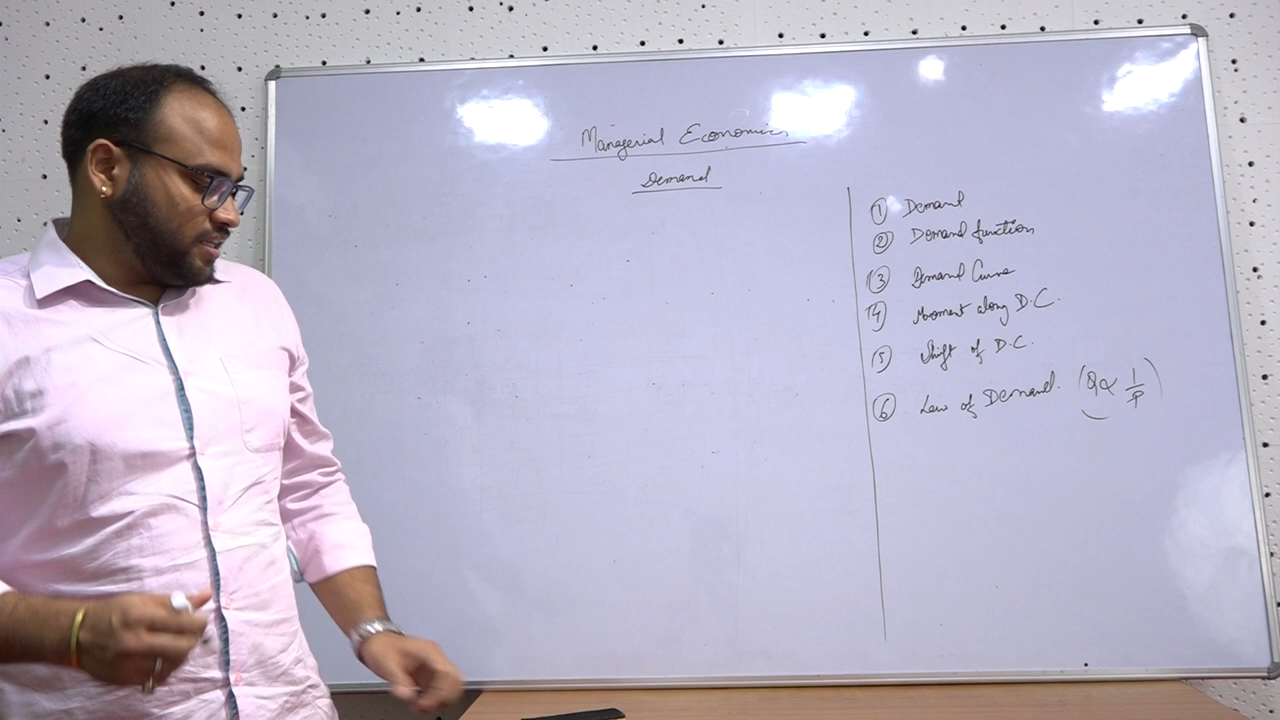 Managerial Economics
Demand
① Demand
② Demand function
③ Demand Curve
④ Moment along D.C.
⑤ Shift of D.C.
⑥ Law of Demand. (Q ∝ 1/P)